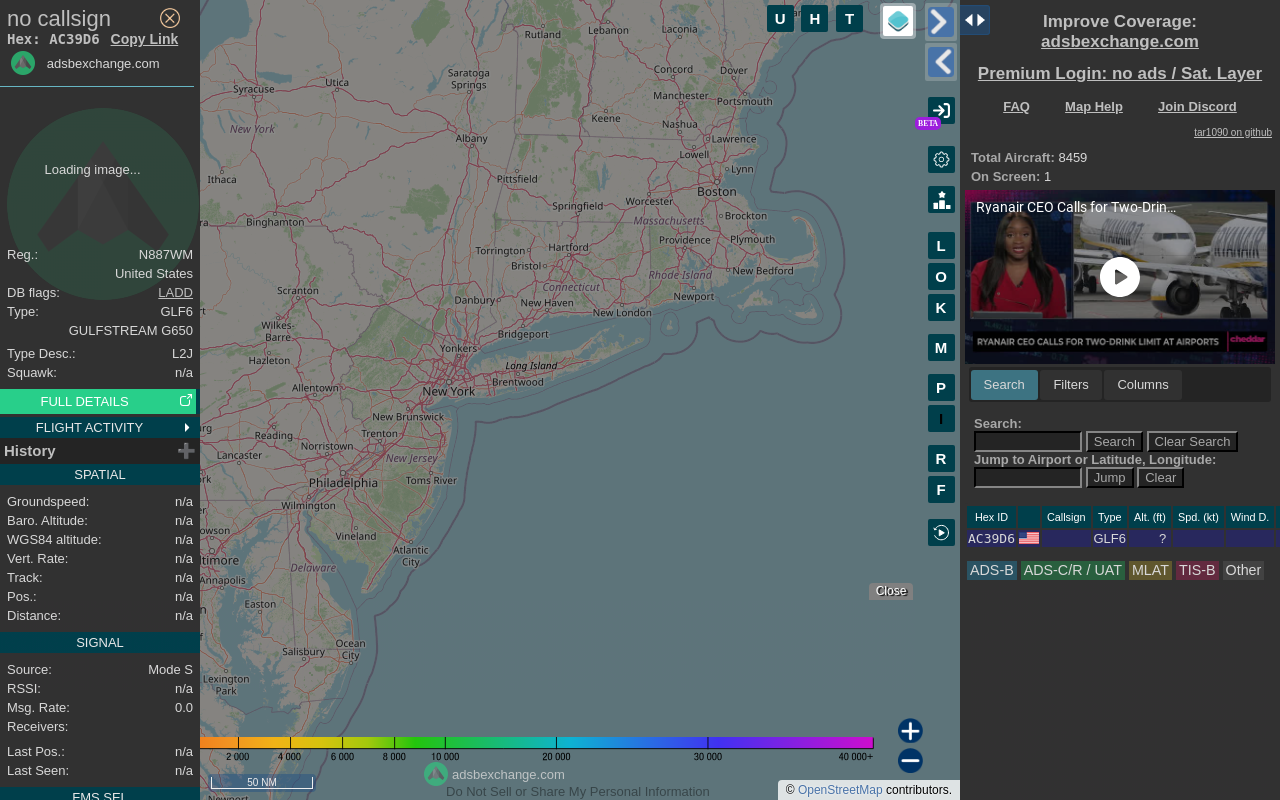 no callsign
Hex: AC39D6 Copy Link
adsbexchange.com
Loading image...
Reg.: N887WM
United States
DB flags: LADD
Type: GLF6
GULFSTREAM G650
Type Desc.: L2J
Squawk: n/a
FULL DETAILS
FLIGHT ACTIVITY
History
SPATIAL
Groundspeed: n/a
Baro. Altitude: n/a
WGS84 altitude: n/a
Vert. Rate: n/a
Track: n/a
Pos.: n/a
Distance: n/a
SIGNAL
Source: Mode S
RSSI: n/a
Msg. Rate: 0.0
Receivers:
Last Pos.: n/a
Last Seen: n/a
FMS SEL
U H T
BETA
L
O
K
M
P
I
R
F
Rutland
Lebanon
Laconia
Concord
Dover
Saratoga
Springs
Utica
Syracuse
Manchester
Portsmouth
Keene
Nashua
New York
Albany
Lawrence
Lowell
Lynn
Ithaca
Pittsfield
Boston
Worcester
Springfield
Binghamton
Massachusetts
Brockton
Torrington
Hartford
Providence
Plymouth
Bristol
Rhode Island
New Bedford
Connecticut
Scranton
Danbury
New Haven
Newport
New London
Wilkes-
Barre
Bridgeport
Yonkers
Hazleton
Long Island
Brentwood
Allentown
New York
New Brunswick
Reading
Trenton
Norristown
Lancaster
New Jersey
Philadelphia
Toms River
Wilmington
Vineland
Atlantic
City
Delaware
Annapolis
Easton
Ocean
City
Salisbury
Lexington
Park
Newport
Close
2 000 4 000 6 000 8 000 10 000 20 000 30 000 40 000+
50 NM
adsbexchange.com
Do Not Sell or Share My Personal Information
© OpenStreetMap contributors.
Improve Coverage:
adsbexchange.com
Premium Login: no ads / Sat. Layer
FAQ Map Help Join Discord
tar1090 on github
Total Aircraft: 8459
On Screen: 1
Ryanair CEO Calls for Two-Drin...
RYANAIR CEO CALLS FOR TWO-DRINK LIMIT AT AIRPORTS cheddar
Search Filters Columns
Search:
Search Clear Search
Jump to Airport or Latitude, Longitude:
Jump Clear
Hex ID Callsign Type Alt. (ft) Spd. (kt) Wind D.
AC39D6 GLF6 ?
ADS-B ADS-C/R / UAT MLAT TIS-B Other